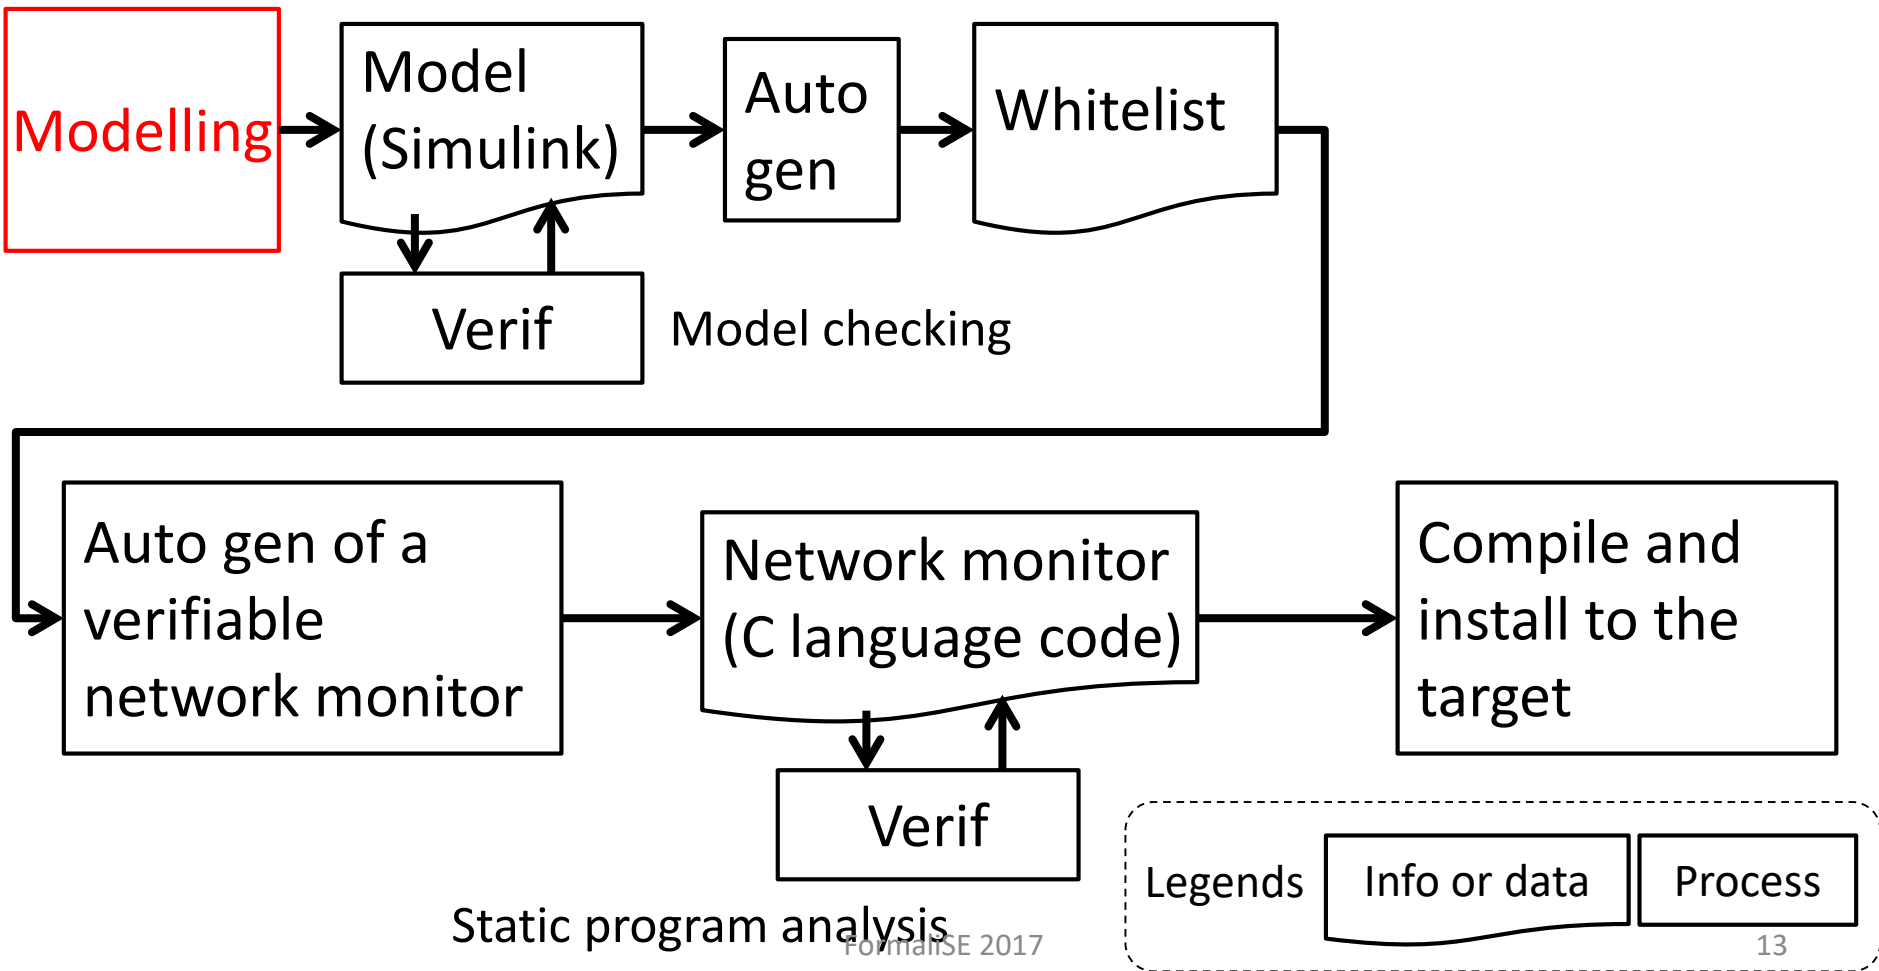 Modelling
Model
(Simulink)
Auto
gen
Whitelist
Verif
Model checking
Auto gen of a
verifiable
network monitor
Network monitor
(C language code)
Compile and
install to the
target
Verif
Static program analysis
Legends
Info or data
Process
FormaliSE 2017
13